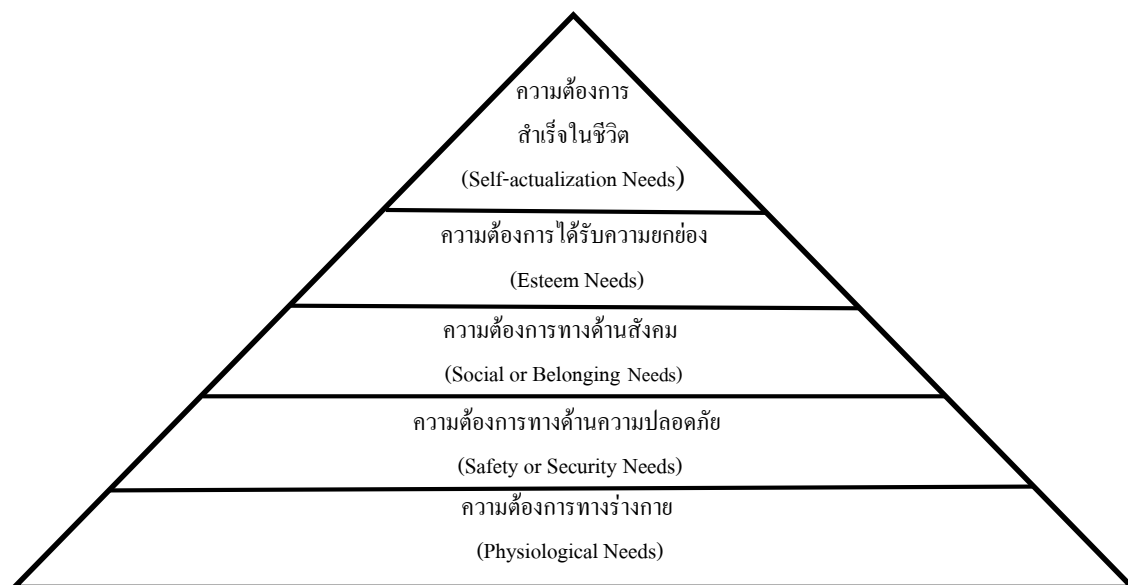 ความต้องการ
สำเร็จในชีวิต
(Self-actualization Needs)
ความต้องการได้รับความยกย่อง
(Esteem Needs)
ความต้องการทางด้านสังคม
(Social or Belonging Needs)
ความต้องการทางด้านความปลอดภัย
(Safety or Security Needs)
ความต้องการทางร่างกาย
(Physiological Needs)